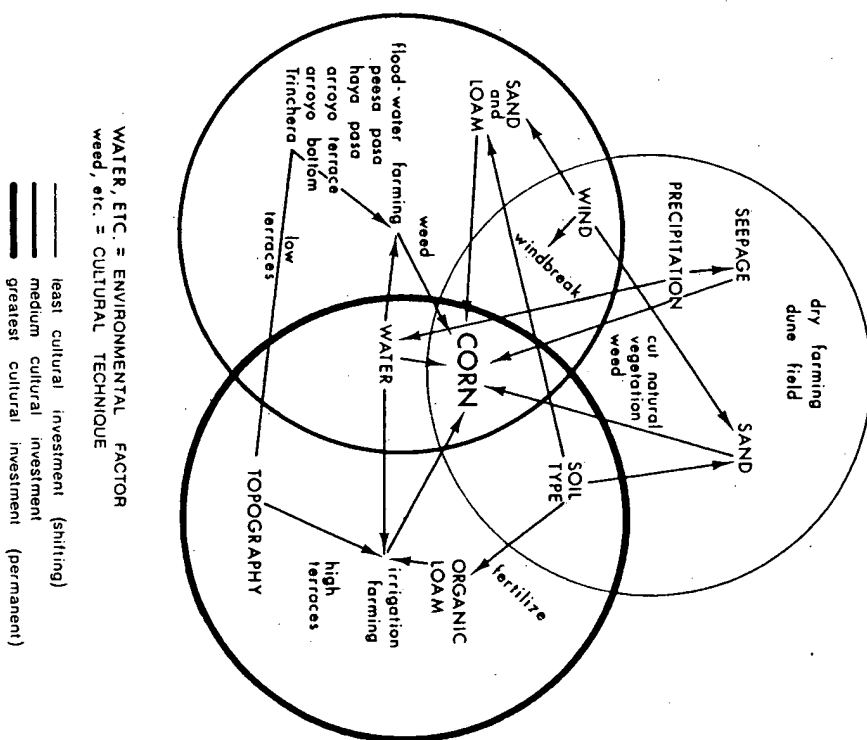 dry farming
dune field
SEEPAGE
PRECIPITATION
SAND
WIND
windbreak
cut natural
vegetation
weed
SAND
and
LOAM
SOIL
TYPE
fertilize
CORN
ORGANIC
LOAM
weed
flood-water farming
peesa pasa
haya pasa
arroyo terrace
arroyo bottom
Trinchera
WATER
irrigation
farming
high
terraces
low
terraces
TOPOGRAPHY
WATER, ETC. = ENVIRONMENTAL FACTOR
weed, etc. = CULTURAL TECHNIQUE
least cultural investment (shifting)
medium cultural investment
greatest cultural investment (permanent)